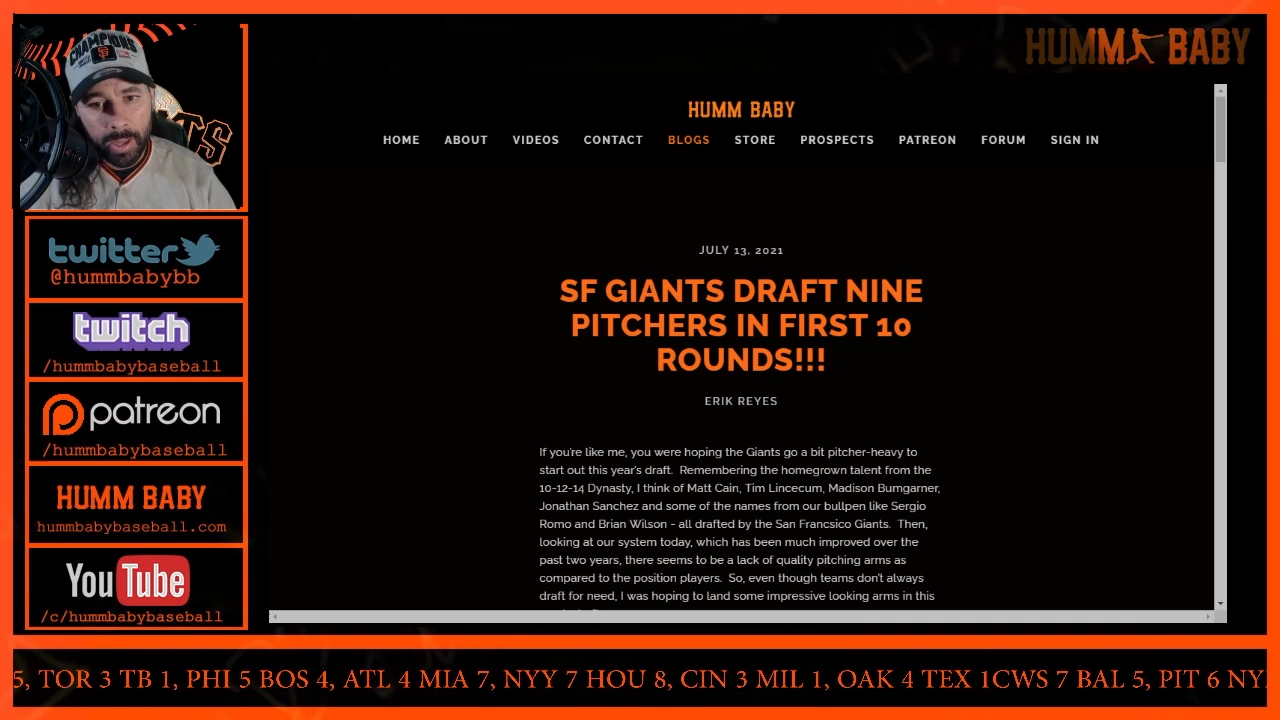 CHAMPIONS
SF
TS
HUMM BABY
HUMM BABY
HOME ABOUT VIDEOS CONTACT BLOGS STORE PROSPECTS PATREON FORUM SIGN IN
JULY 13, 2021
SF GIANTS DRAFT NINE
PITCHERS IN FIRST 10
ROUNDS!!!
ERIK REYES
If you're like me, you were hoping the Giants go a bit pitcher-heavy to
start out this year's draft. Remembering the homegrown talent from the
10-12-14 Dynasty, I think of Matt Cain, Tim Lincecum, Madison Bumgarner,
Jonathan Sanchez and some of the names from our bullpen like Sergio
Romo and Brian Wilson - all drafted by the San Francsico Giants. Then,
looking at our system today, which has been much improved over the
past two years, there seems to be a lack of quality pitching arms as
compared to the position players. So, even though teams don't always
draft for need, I was hoping to land some impressive looking arms in this
twitter
@hummbabybb
twitch
/hummbabybaseball
patreon
/hummbabybaseball
HUMM BABY
hummbabybaseball.com
YouTube
/c/hummbabybaseball
5, TOR 3 TB 1, PHI 5 BOS 4, ATL 4 MIA 7, NYY 7 HOU 8, CIN 3 MIL 1, OAK 4 TEX 1CWS 7 BAL 5, PIT 6 NY